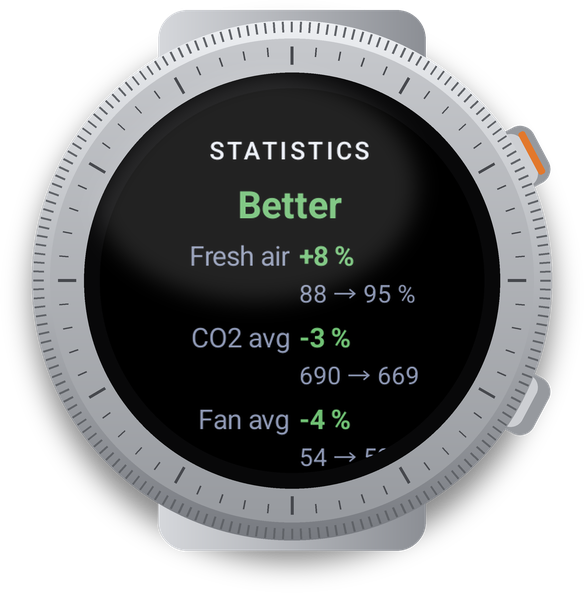 STATISTICS
Better
Fresh air +8 %
88 → 95 %
CO2 avg -3 %
690 → 669
Fan avg -4 %
54 →